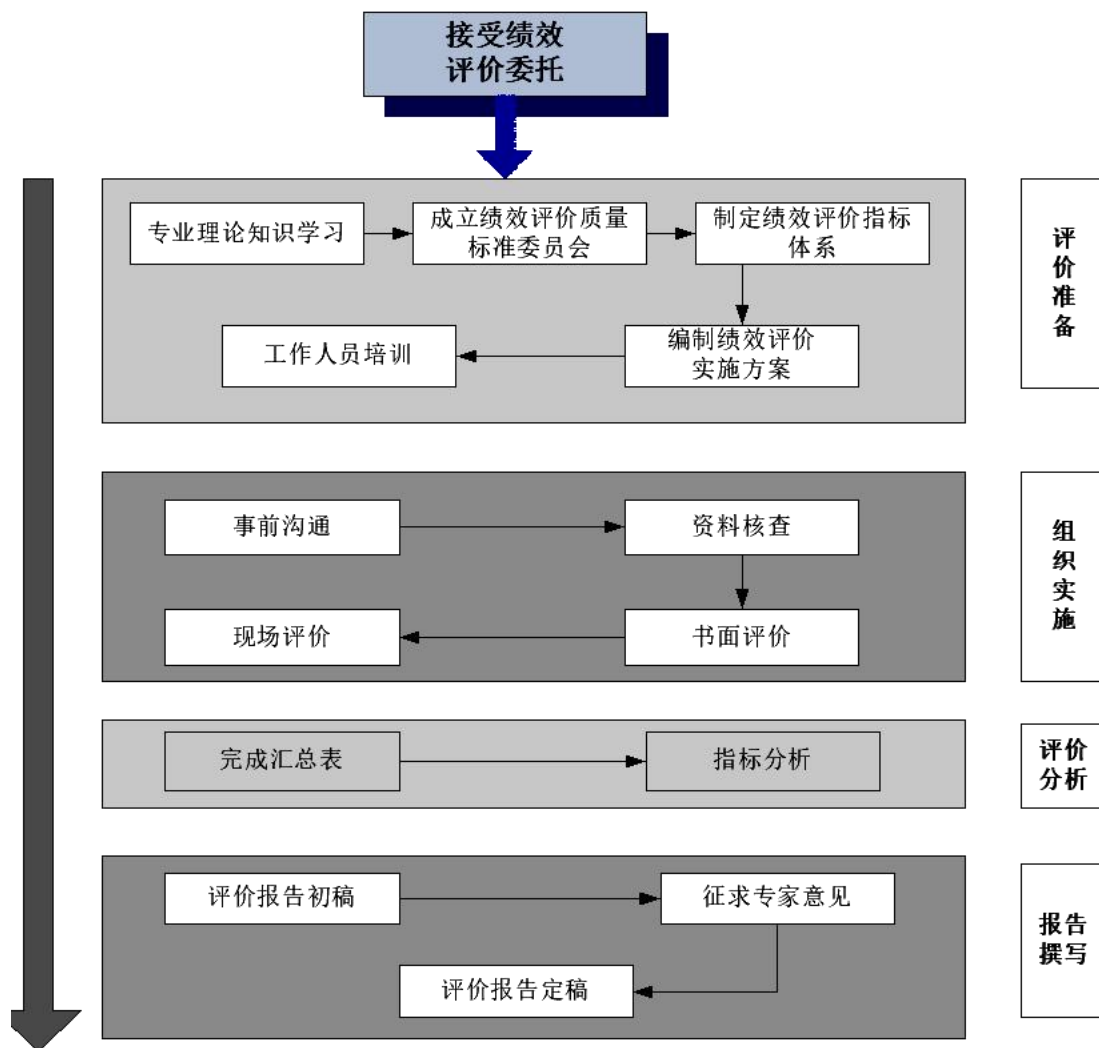 接受绩效
评价委托
专业理论知识学习
成立绩效评价质量
标准委员会
制定绩效评价指标
体系
工作人员培训
编制绩效评价
实施方案
评
价
准
备
事前沟通
资料核查
现场评价
书面评价
组
织
实
施
完成汇总表
指标分析
评价
分析
评价报告初稿
征求专家意见
评价报告定稿
报告
撰写